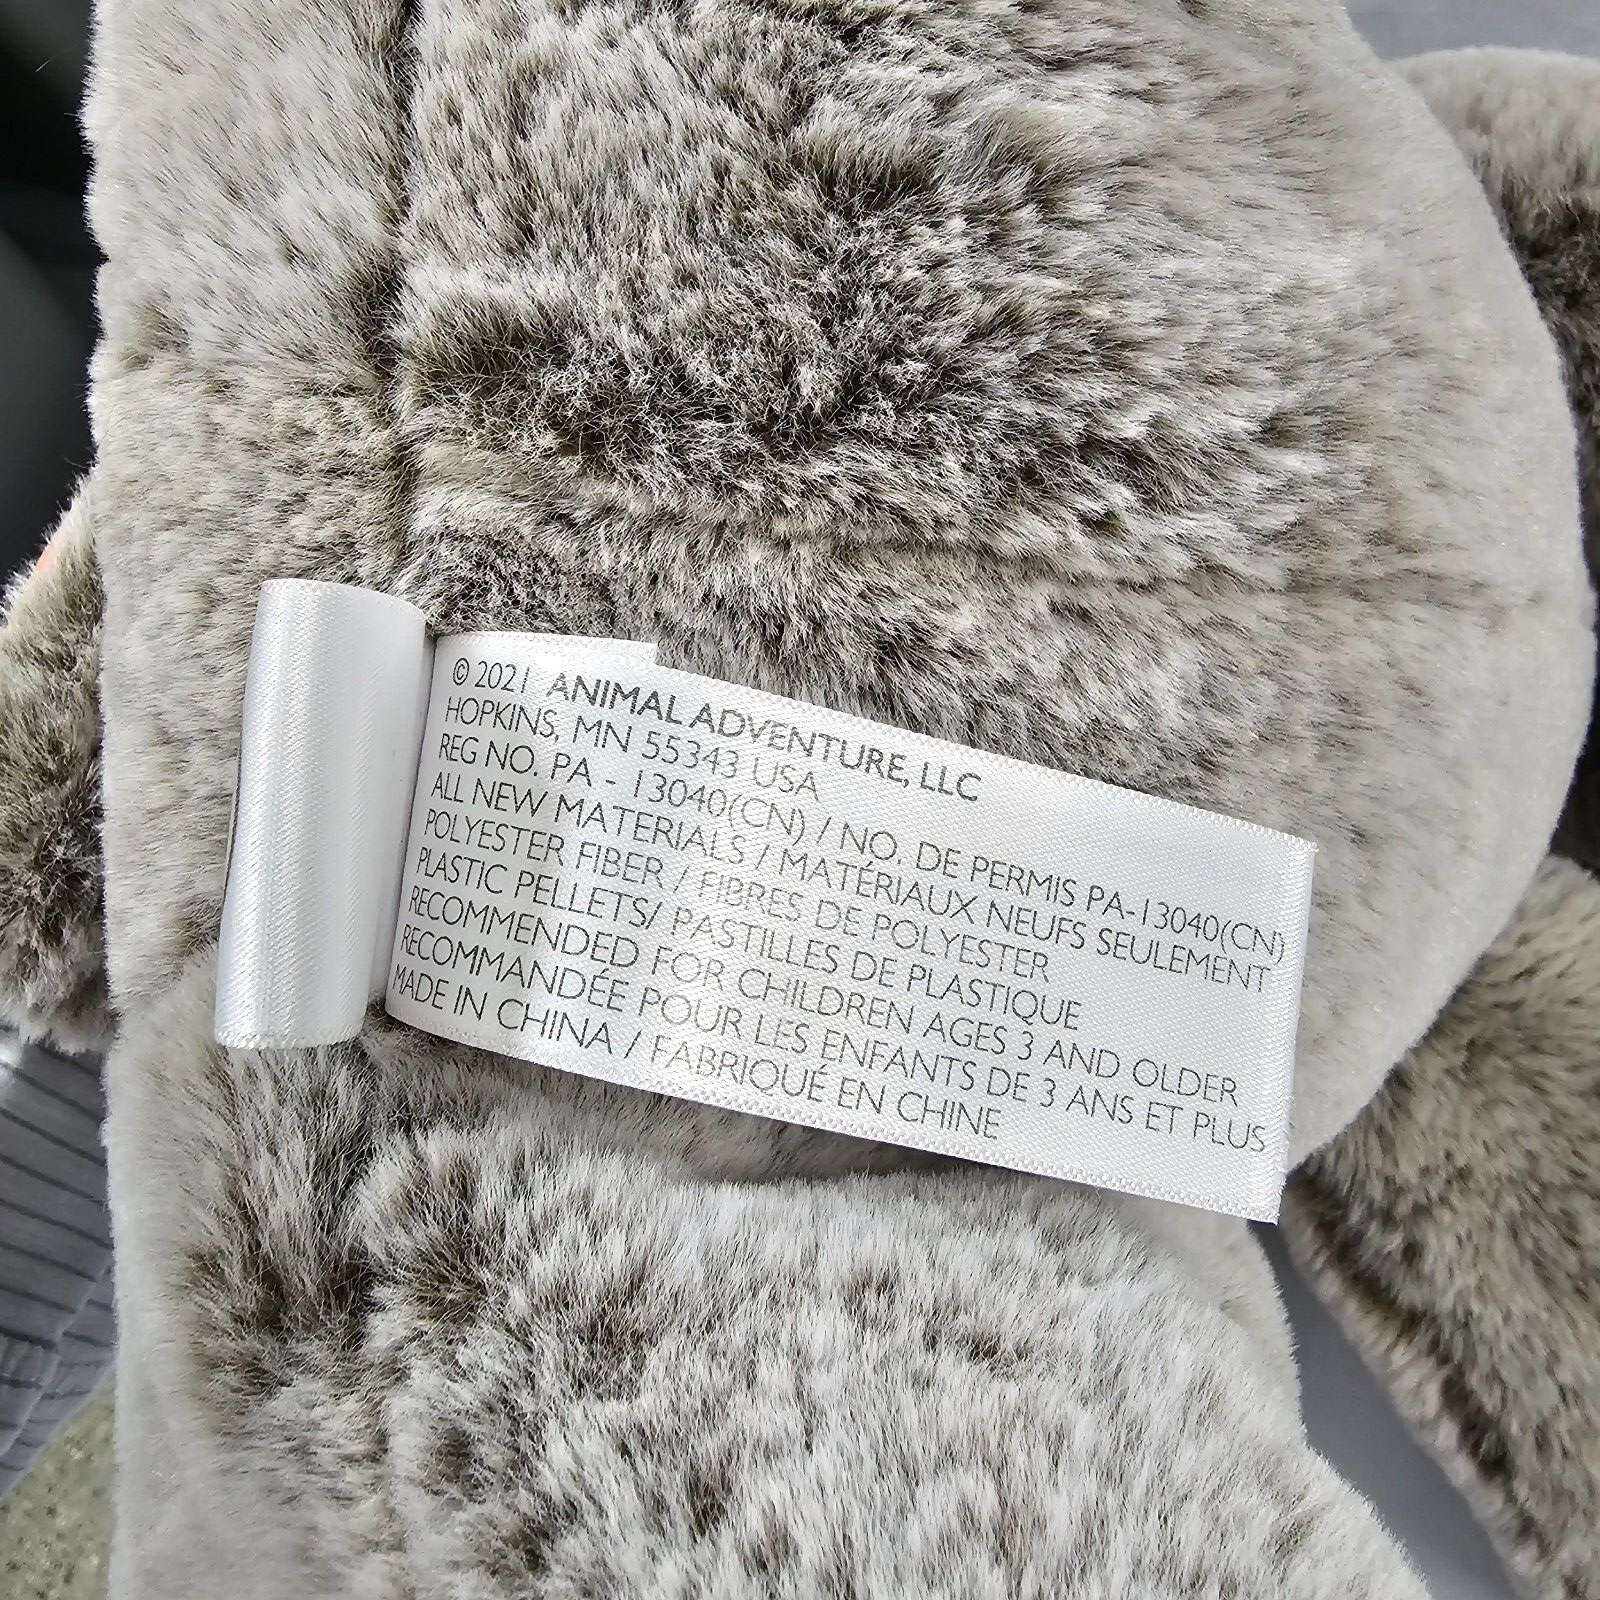 © 2021 ANIMAL ADVENTURE, LLC
HOPKINS, MN 55343 USA
REG NO. PA - 13040(CN) / NO. DE PERMIS PA-13040(CN)
ALL NEW MATERIALS / MATÉRIAUX NEUFS SEULEMENT
POLYESTER FIBER / FIBRES DE POLYESTER
PLASTIC PELLETS/ PASTILLES DE PLASTIQUE
RECOMMENDED FOR CHILDREN AGES 3 AND OLDER
RECOMMANDÉE POUR LES ENFANTS DE 3 ANS ET PLUS
MADE IN CHINA / FABRIQUÉ EN CHINE